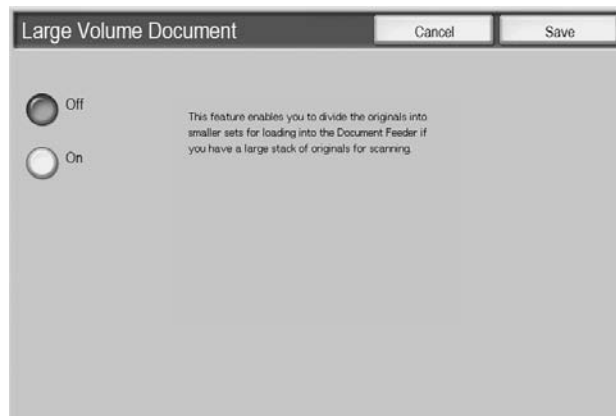 Large Volume Document
Cancel
Save
Off
On
This feature enables you to divide the originals into
smaller sets for loading into the Document Feeder if
you have a large stack of originals for scanning.